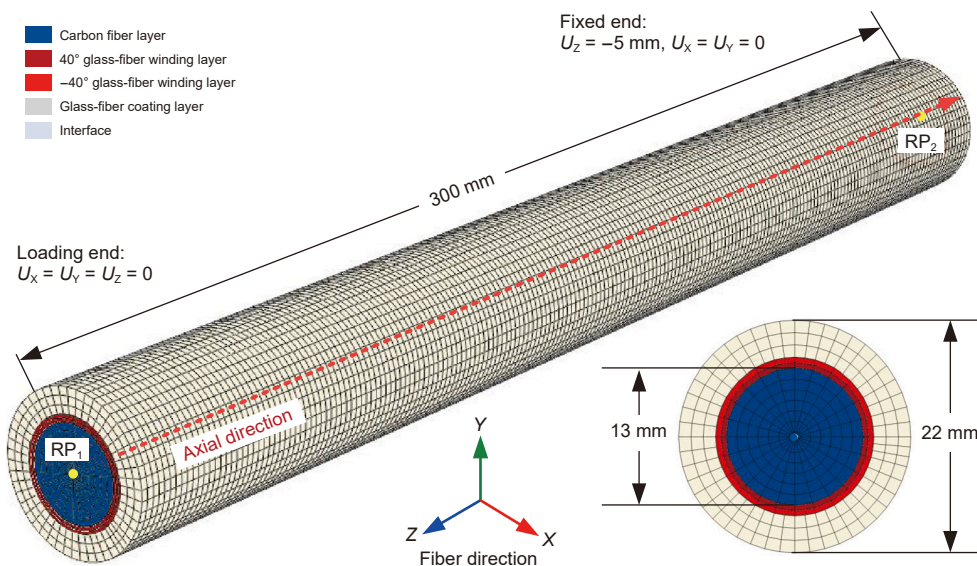 Carbon fiber layer
40° glass-fiber winding layer
−40° glass-fiber winding layer
Glass-fiber coating layer
Interface
Fixed end:
U_Z = −5 mm, U_X = U_Y = 0
RP₂
300 mm
Loading end:
U_X = U_Y = U_Z = 0
RP₁
Axial direction
Y
Z
X
Fiber direction
13 mm
22 mm